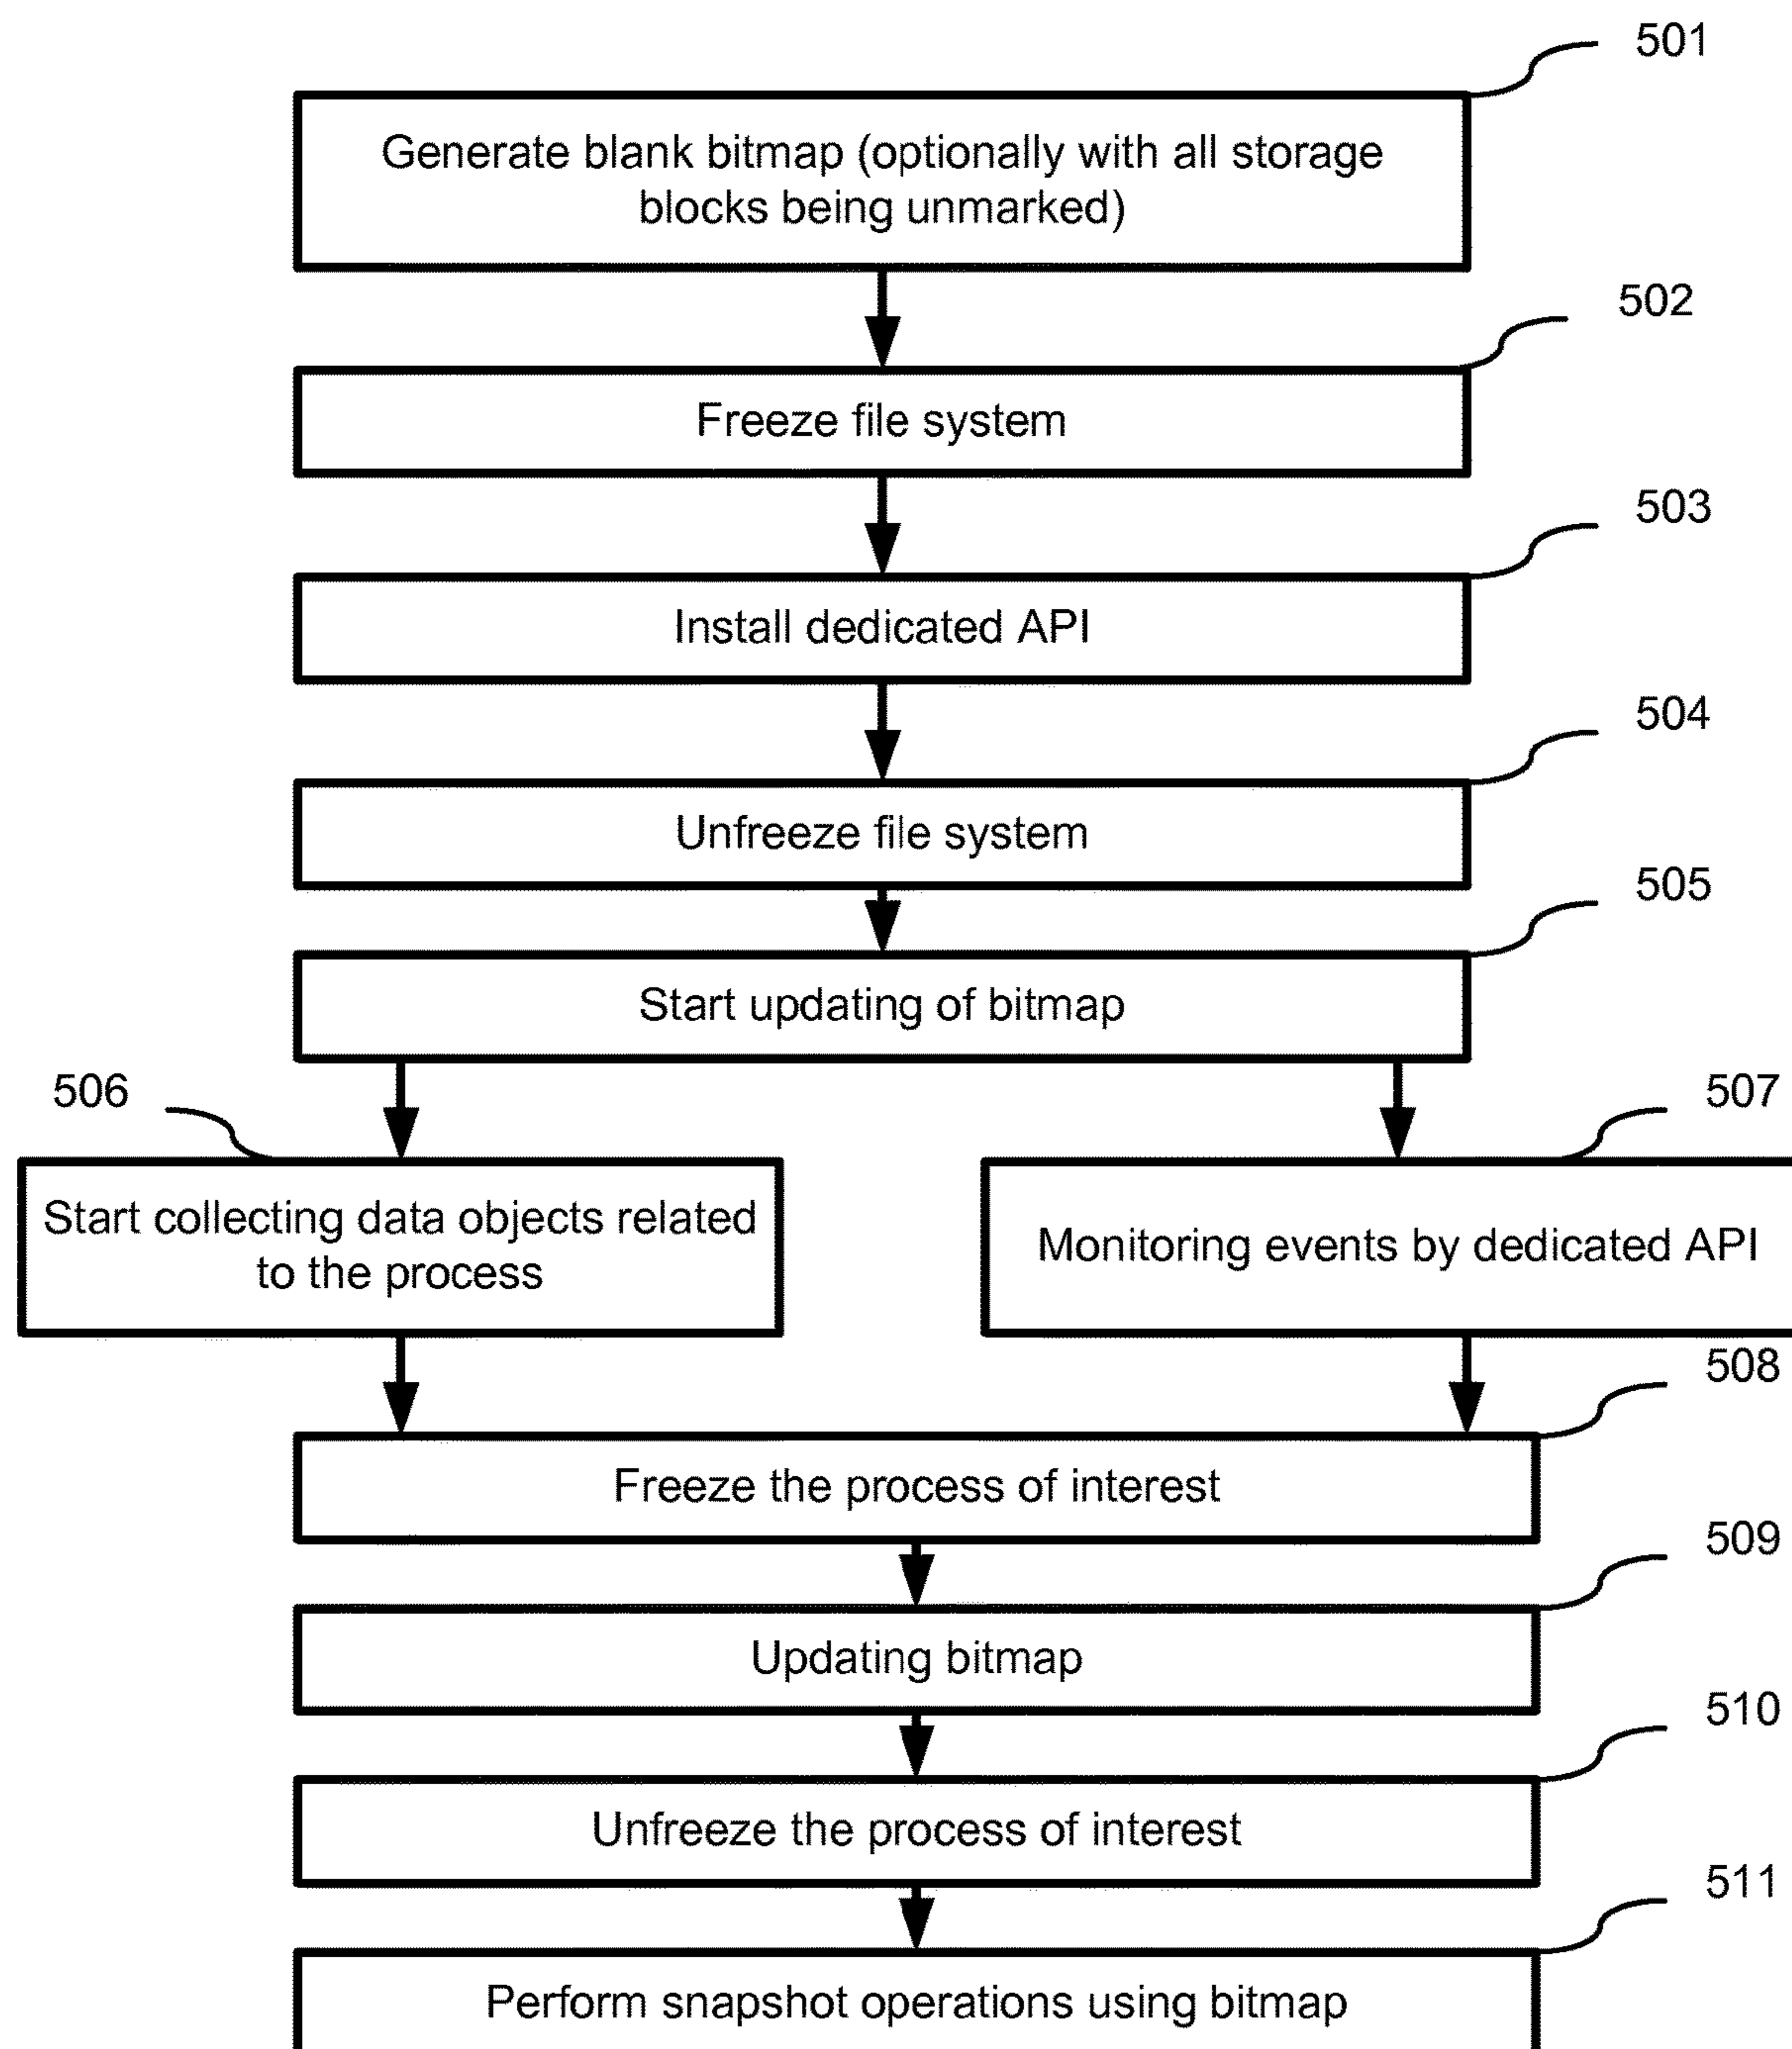 501
Generate blank bitmap (optionally with all storage
blocks being unmarked)
502
Freeze file system
503
Install dedicated API
504
Unfreeze file system
505
Start updating of bitmap
506
507
Start collecting data objects related
to the process
Monitoring events by dedicated API
508
Freeze the process of interest
509
Updating bitmap
510
Unfreeze the process of interest
511
Perform snapshot operations using bitmap